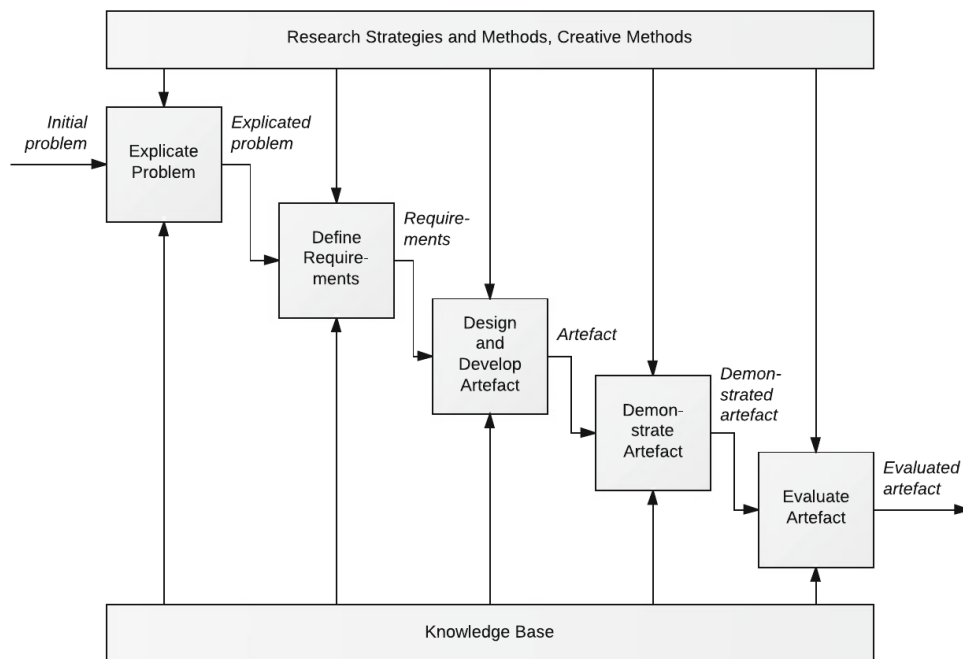 Research Strategies and Methods, Creative Methods
Initial
problem
Explicate
Problem
Explicated
problem
Define
Require-
ments
Require-
ments
Design
and
Develop
Artefact
Artefact
Demon-
strate
Artefact
Demon-
strated
artefact
Evaluate
Artefact
Evaluated
artefact
Knowledge Base